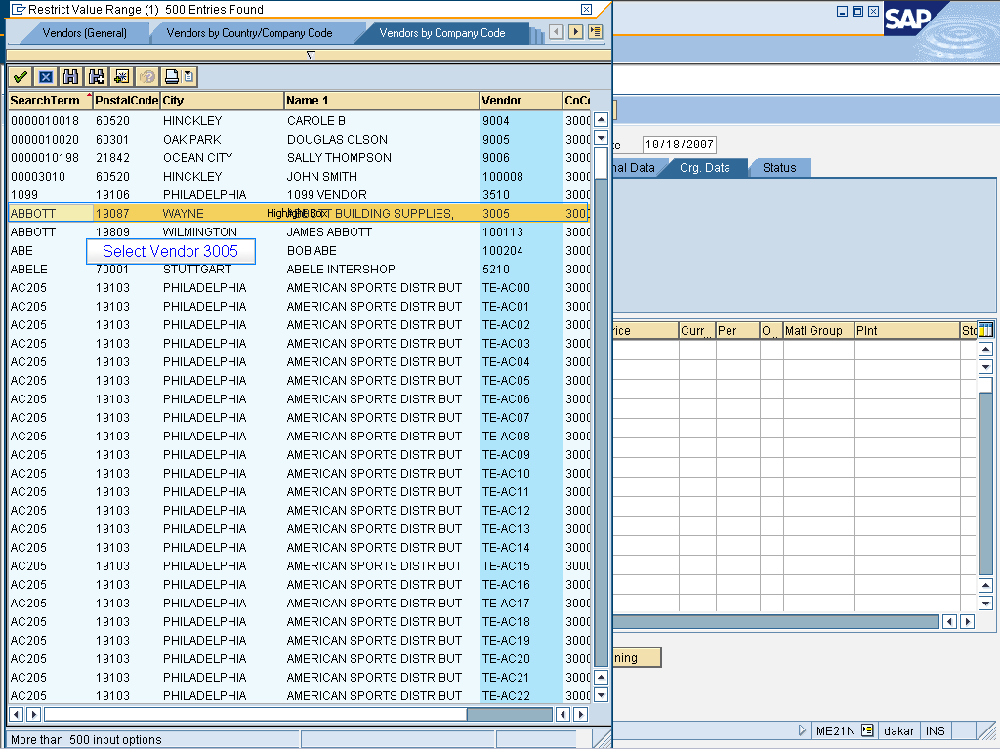 Restrict Value Range (1)  500 Entries Found
SAP
Vendors (General) Vendors by Country/Company Code Vendors by Company Code
SearchTerm PostalCode City Name 1 Vendor CoCo
0000010018 60520 HINCKLEY CAROLE B 9004 3000
0000010020 60301 OAK PARK DOUGLAS OLSON 9005 3000
0000010198 21842 OCEAN CITY SALLY THOMPSON 9006 3000
00003010 60520 HINCKLEY JOHN SMITH 100008 3000
1099 19106 PHILADELPHIA 1099 VENDOR 3510 3000
ABBOTT 19087 WAYNE BUILDING SUPPLIES, 3005 3000
ABBOTT 19809 WILMINGTON JAMES ABBOTT 100113 3000
ABE BOB ABE 100204 3000
Select Vendor 3005
ABELE 70001 STUTTGART ABELE INTERSHOP 5210 3000
AC205 19103 PHILADELPHIA AMERICAN SPORTS DISTRIBUT TE-AC00 3000
AC205 19103 PHILADELPHIA AMERICAN SPORTS DISTRIBUT TE-AC01 3000
AC205 19103 PHILADELPHIA AMERICAN SPORTS DISTRIBUT TE-AC02 3000
AC205 19103 PHILADELPHIA AMERICAN SPORTS DISTRIBUT TE-AC03 3000
AC205 19103 PHILADELPHIA AMERICAN SPORTS DISTRIBUT TE-AC04 3000
AC205 19103 PHILADELPHIA AMERICAN SPORTS DISTRIBUT TE-AC05 3000
AC205 19103 PHILADELPHIA AMERICAN SPORTS DISTRIBUT TE-AC06 3000
AC205 19103 PHILADELPHIA AMERICAN SPORTS DISTRIBUT TE-AC07 3000
AC205 19103 PHILADELPHIA AMERICAN SPORTS DISTRIBUT TE-AC08 3000
AC205 19103 PHILADELPHIA AMERICAN SPORTS DISTRIBUT TE-AC09 3000
AC205 19103 PHILADELPHIA AMERICAN SPORTS DISTRIBUT TE-AC10 3000
AC205 19103 PHILADELPHIA AMERICAN SPORTS DISTRIBUT TE-AC11 3000
AC205 19103 PHILADELPHIA AMERICAN SPORTS DISTRIBUT TE-AC12 3000
AC205 19103 PHILADELPHIA AMERICAN SPORTS DISTRIBUT TE-AC13 3000
AC205 19103 PHILADELPHIA AMERICAN SPORTS DISTRIBUT TE-AC14 3000
AC205 19103 PHILADELPHIA AMERICAN SPORTS DISTRIBUT TE-AC15 3000
AC205 19103 PHILADELPHIA AMERICAN SPORTS DISTRIBUT TE-AC16 3000
AC205 19103 PHILADELPHIA AMERICAN SPORTS DISTRIBUT TE-AC17 3000
AC205 19103 PHILADELPHIA AMERICAN SPORTS DISTRIBUT TE-AC18 3000
AC205 19103 PHILADELPHIA AMERICAN SPORTS DISTRIBUT TE-AC19 3000
AC205 19103 PHILADELPHIA AMERICAN SPORTS DISTRIBUT TE-AC20 3000
AC205 19103 PHILADELPHIA AMERICAN SPORTS DISTRIBUT TE-AC21 3000
AC205 19103 PHILADELPHIA AMERICAN SPORTS DISTRIBUT TE-AC22 3000
More than  500 input options
10/18/2007
nal Data Org. Data Status
rice Curr... Per O... Matl Group Plnt Sto
ning
ME21N dakar INS